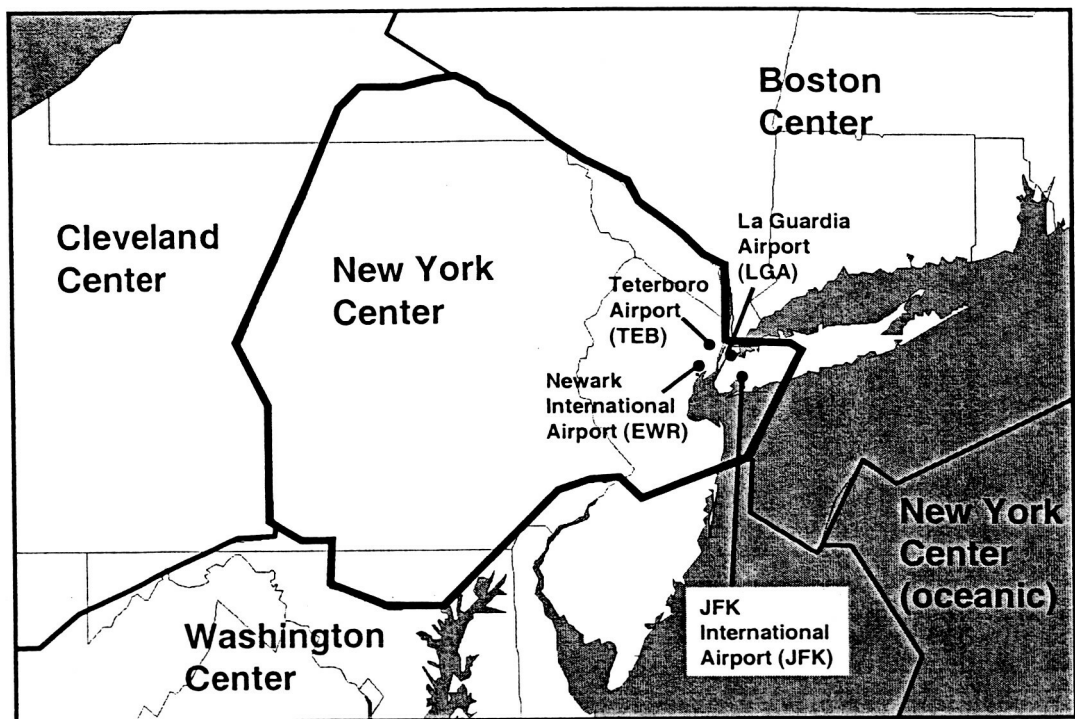 Boston
Center
La Guardia
Airport
(LGA)
Cleveland
Center
New York
Center
Teterboro
Airport
(TEB)
Newark
International
Airport (EWR)
New York
Center
(oceanic)
JFK
International
Airport (JFK)
Washington
Center